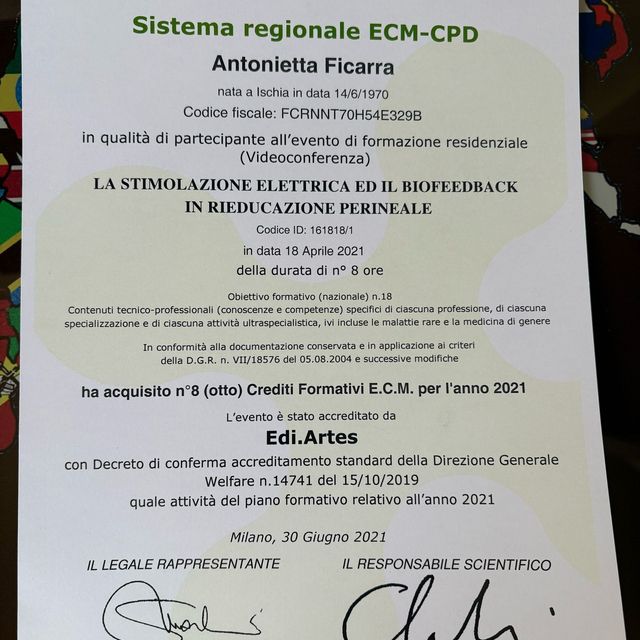 Sistema regionale ECM-CPD
Antonietta Ficarra
nata a Ischia in data 14/6/1970
Codice fiscale: FCRNNT70H54E329B
in qualità di partecipante all'evento di formazione residenziale
(Videoconferenza)
LA STIMOLAZIONE ELETTRICA ED IL BIOFEEDBACK
IN RIEDUCAZIONE PERINEALE
Codice ID: 161818/1
in data 18 Aprile 2021
della durata di n° 8 ore
Obiettivo formativo (nazionale) n.18
Contenuti tecnico-professionali (conoscenze e competenze) specifici di ciascuna professione, di ciascuna
specializzazione e di ciascuna attività ultraspecialistica, ivi incluse le malattie rare e la medicina di genere
In conformità alla documentazione conservata e in applicazione ai criteri
della D.G.R. n. VII/18576 del 05.08.2004 e successive modifiche
ha acquisito n°8 (otto) Crediti Formativi E.C.M. per l'anno 2021
L'evento è stato accreditato da
Edi.Artes
con Decreto di conferma accreditamento standard della Direzione Generale
Welfare n.14741 del 15/10/2019
quale attività del piano formativo relativo all'anno 2021
Milano, 30 Giugno 2021
IL LEGALE RAPPRESENTANTE IL RESPONSABILE SCIENTIFICO